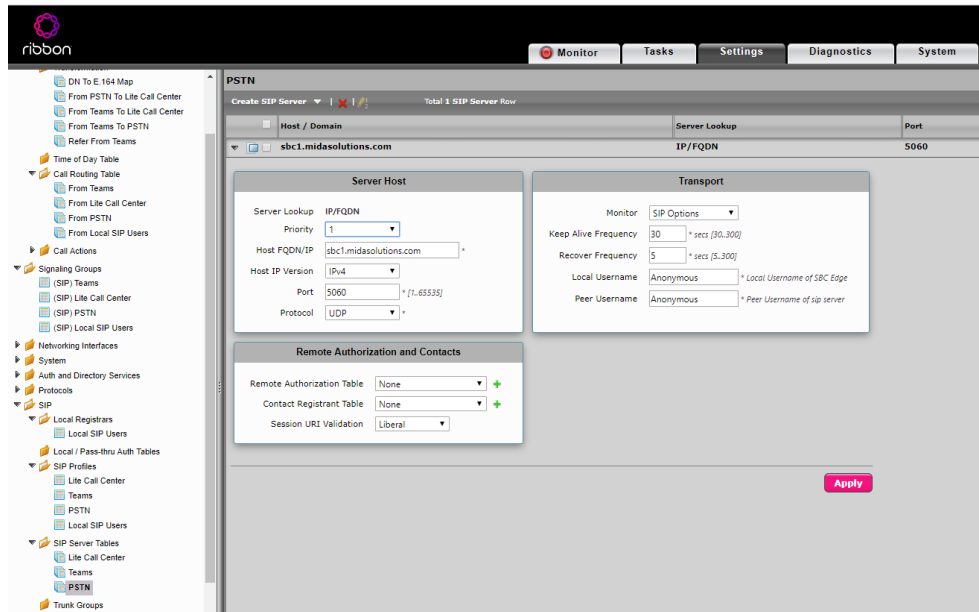 ribbon
Monitor
Tasks
Settings
Diagnostics
System
DN To E.164 Map
From PSTN To Lite Call Center
From Teams To Lite Call Center
From Teams To PSTN
Refer From Teams
Time of Day Table
Call Routing Table
From Teams
From Lite Call Center
From PSTN
From Local SIP Users
Call Actions
Signaling Groups
(SIP) Teams
(SIP) Lite Call Center
(SIP) PSTN
(SIP) Local SIP Users
Networking Interfaces
System
Auth and Directory Services
Protocols
SIP
Local Registrars
Local SIP Users
Local / Pass-thru Auth Tables
SIP Profiles
Lite Call Center
Teams
PSTN
Local SIP Users
SIP Server Tables
Lite Call Center
Teams
PSTN
Trunk Groups
PSTN
Create SIP Server | | Total 1 SIP Server Row
Host / Domain Server Lookup Port
sbc1.midasolutions.com IP/FQDN 5060
Server Host
Server Lookup IP/FQDN
Priority 1
Host FQDN/IP sbc1.midasolutions.com *
Host IP Version IPv4
Port 5060 * [1..65535]
Protocol UDP *
Transport
Monitor SIP Options
Keep Alive Frequency 30 * secs [30..300]
Recover Frequency 5 * secs [5..300]
Local Username Anonymous * Local Username of SBC Edge
Peer Username Anonymous * Peer Username of sip server
Remote Authorization and Contacts
Remote Authorization Table None
Contact Registrant Table None
Session URI Validation Liberal
Apply